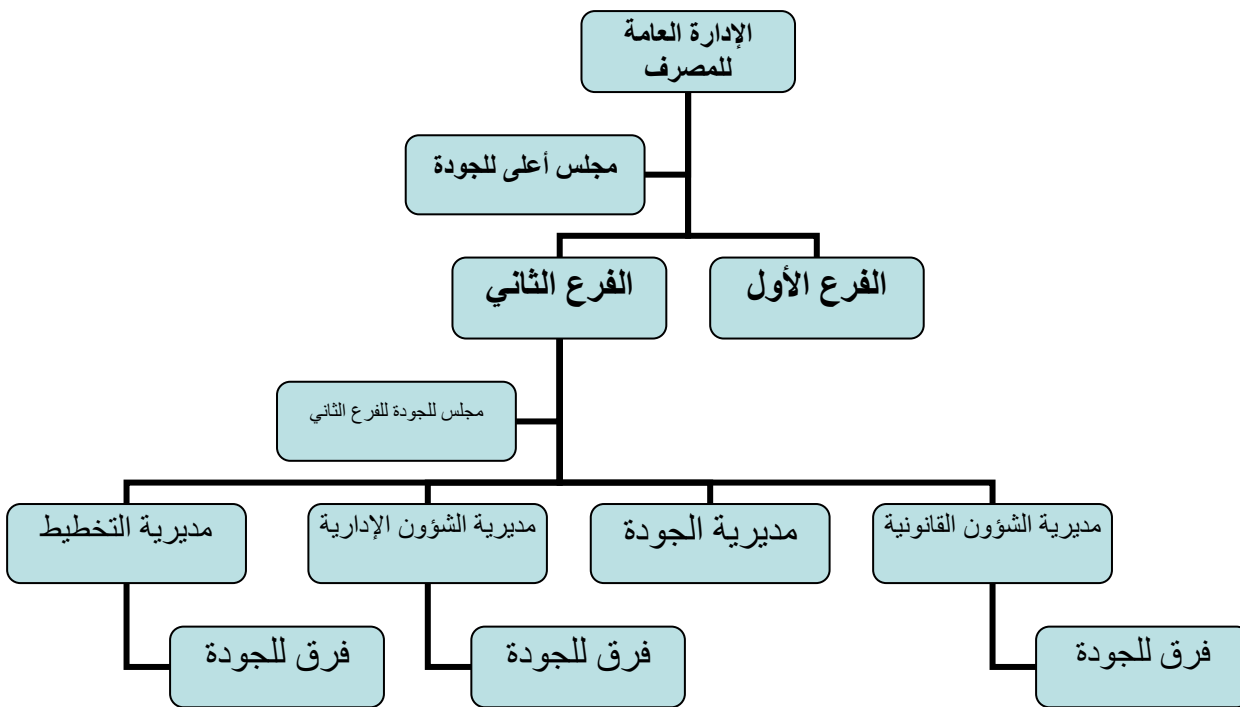 الإدارة العامة
للمصرف
مجلس أعلى للجودة
الفرع الأول
الفرع الثاني
مجلس للجودة للفرع الثاني
مديرية الشؤون القانونية
مديرية الجودة
مديرية الشؤون الإدارية
مديرية التخطيط
فرق للجودة
فرق للجودة
فرق للجودة